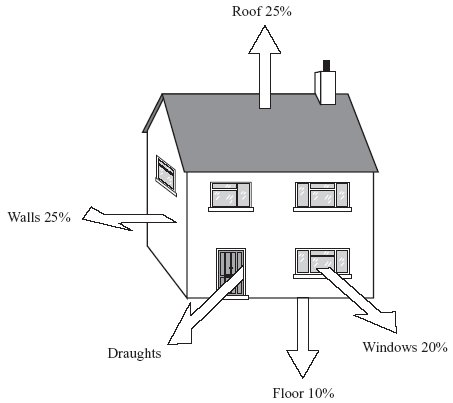 Roof 25%
Walls 25%
Draughts
Windows 20%
Floor 10%